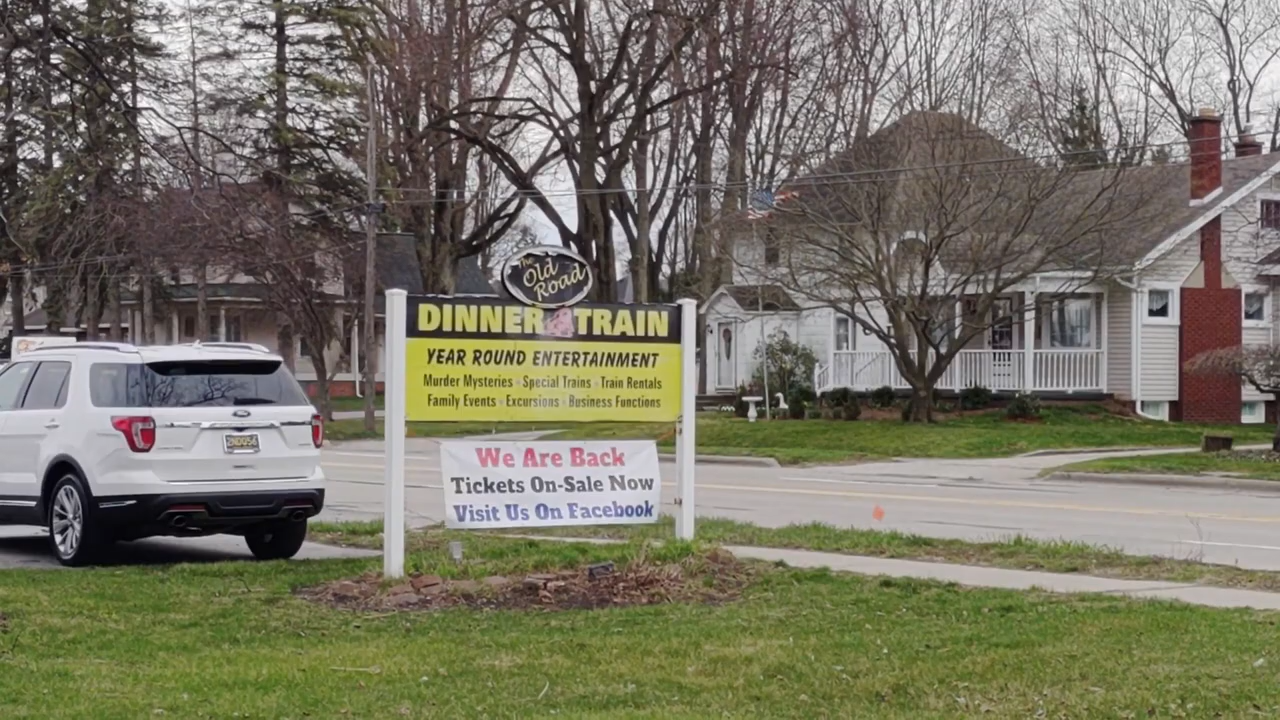 The
Old
Road
DINNER TRAIN
YEAR ROUND ENTERTAINMENT
Murder Mysteries Special Trains Train Rentals
Family Events Excursions Business Functions
We Are Back
Tickets On-Sale Now
Visit Us On Facebook